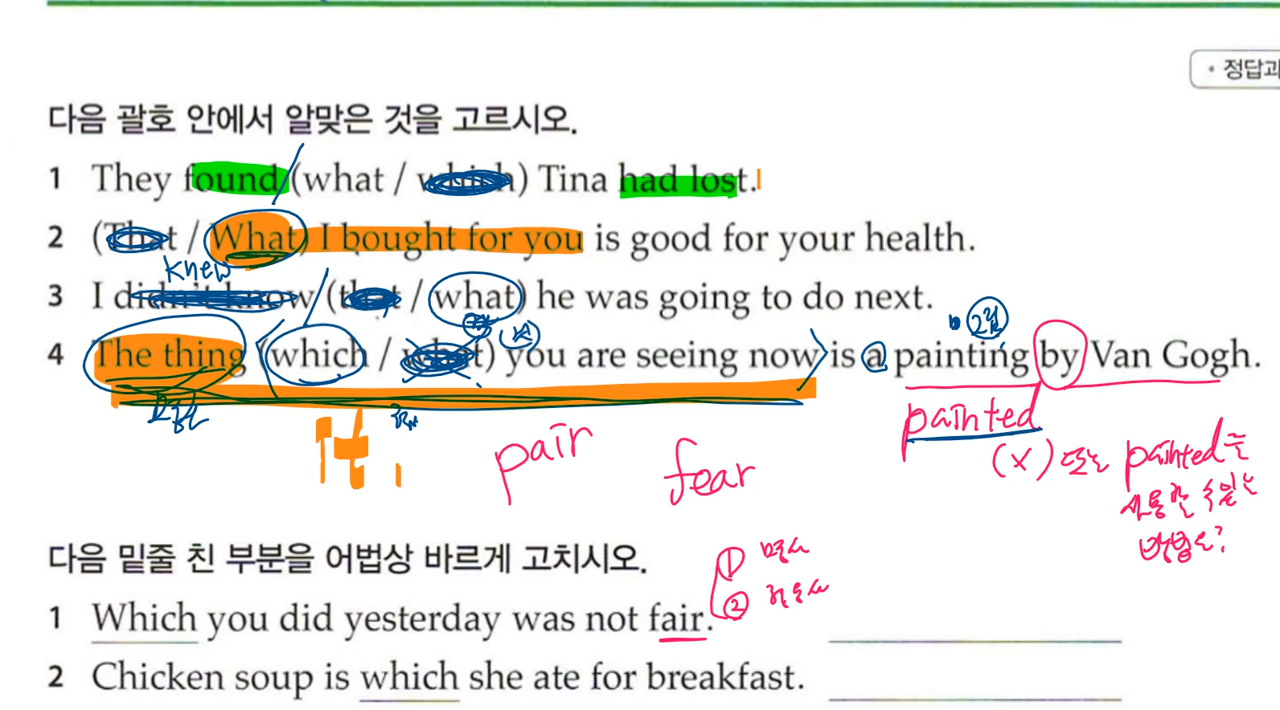 • 정답과
다음 괄호 안에서 알맞은 것을 고르시오.
1 They found (what / which) Tina had lost.
2 (That / What) I bought for you is good for your health.
knew
3 I didn't know (that / what) he was going to do next.
4 The thing (which / what) you are seeing now is a painting by Van Gogh.
painted
pair
fear
(X) 또는 painted를
사용할 수 있는
방법은?
다음 밑줄 친 부분을 어법상 바르게 고치시오.
① 명사
② 형용사
1 Which you did yesterday was not fair.
2 Chicken soup is which she ate for breakfast.